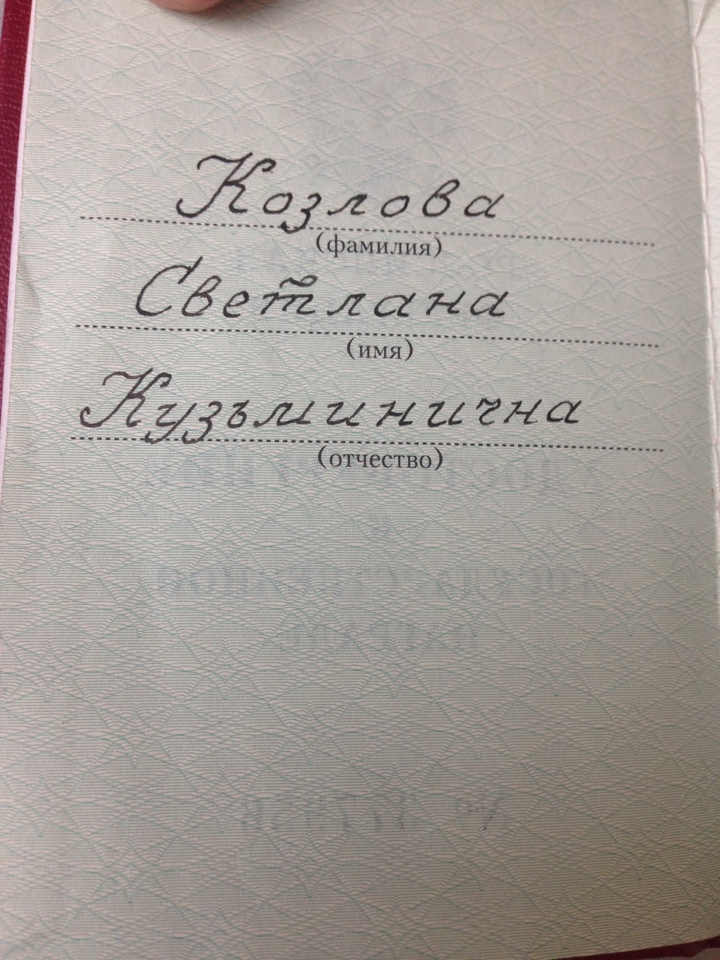 Козлова
(фамилия)
Светлана
(имя)
Кузьминична
(отчество)